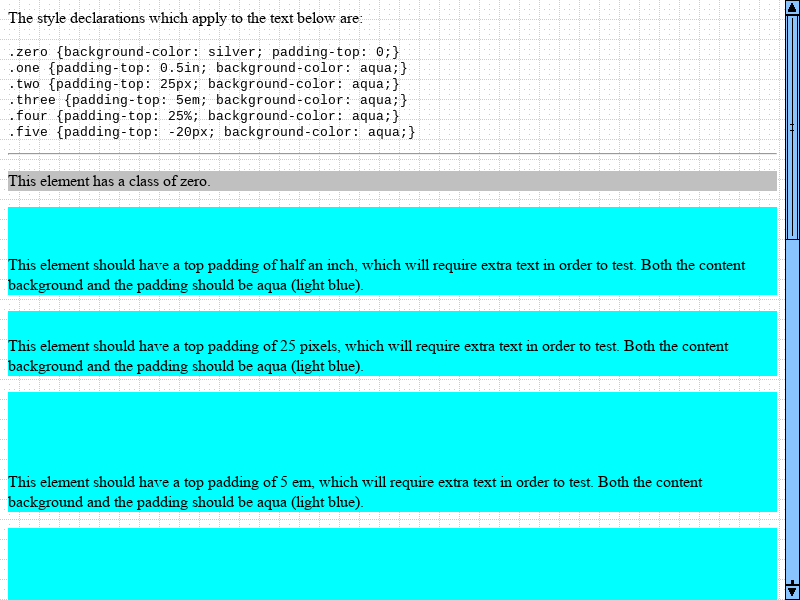 The style declarations which apply to the text below are:
.zero {background-color: silver; padding-top: 0;}
.one {padding-top: 0.5in; background-color: aqua;}
.two {padding-top: 25px; background-color: aqua;}
.three {padding-top: 5em; background-color: aqua;}
.four {padding-top: 25%; background-color: aqua;}
.five {padding-top: -20px; background-color: aqua;}
This element has a class of zero.
This element should have a top padding of half an inch, which will require extra text in order to test. Both the content
background and the padding should be aqua (light blue).
This element should have a top padding of 25 pixels, which will require extra text in order to test. Both the content
background and the padding should be aqua (light blue).
This element should have a top padding of 5 em, which will require extra text in order to test. Both the content
background and the padding should be aqua (light blue).